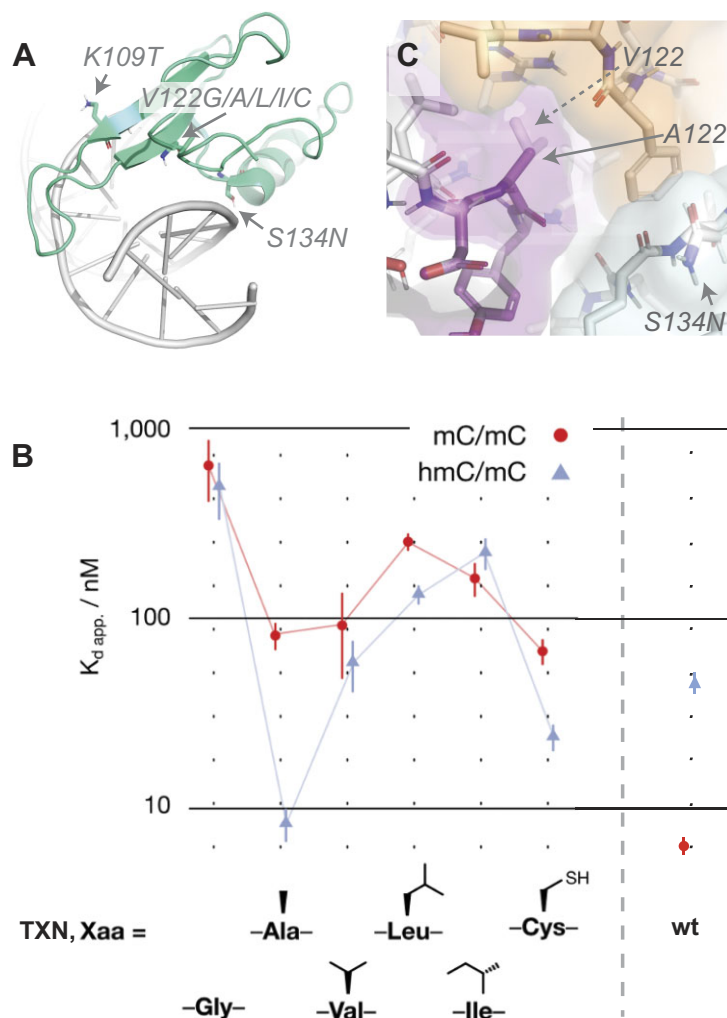 A
K109T
V122G/A/L/I/C
S134N
C
V122
A122
S134N
B
1,000
100
10
K d app. / nM
mC/mC
hmC/mC
TXN, Xaa =
SH
–Ala–
–Leu–
–Cys–
wt
–Gly–
–Val–
–Ile–